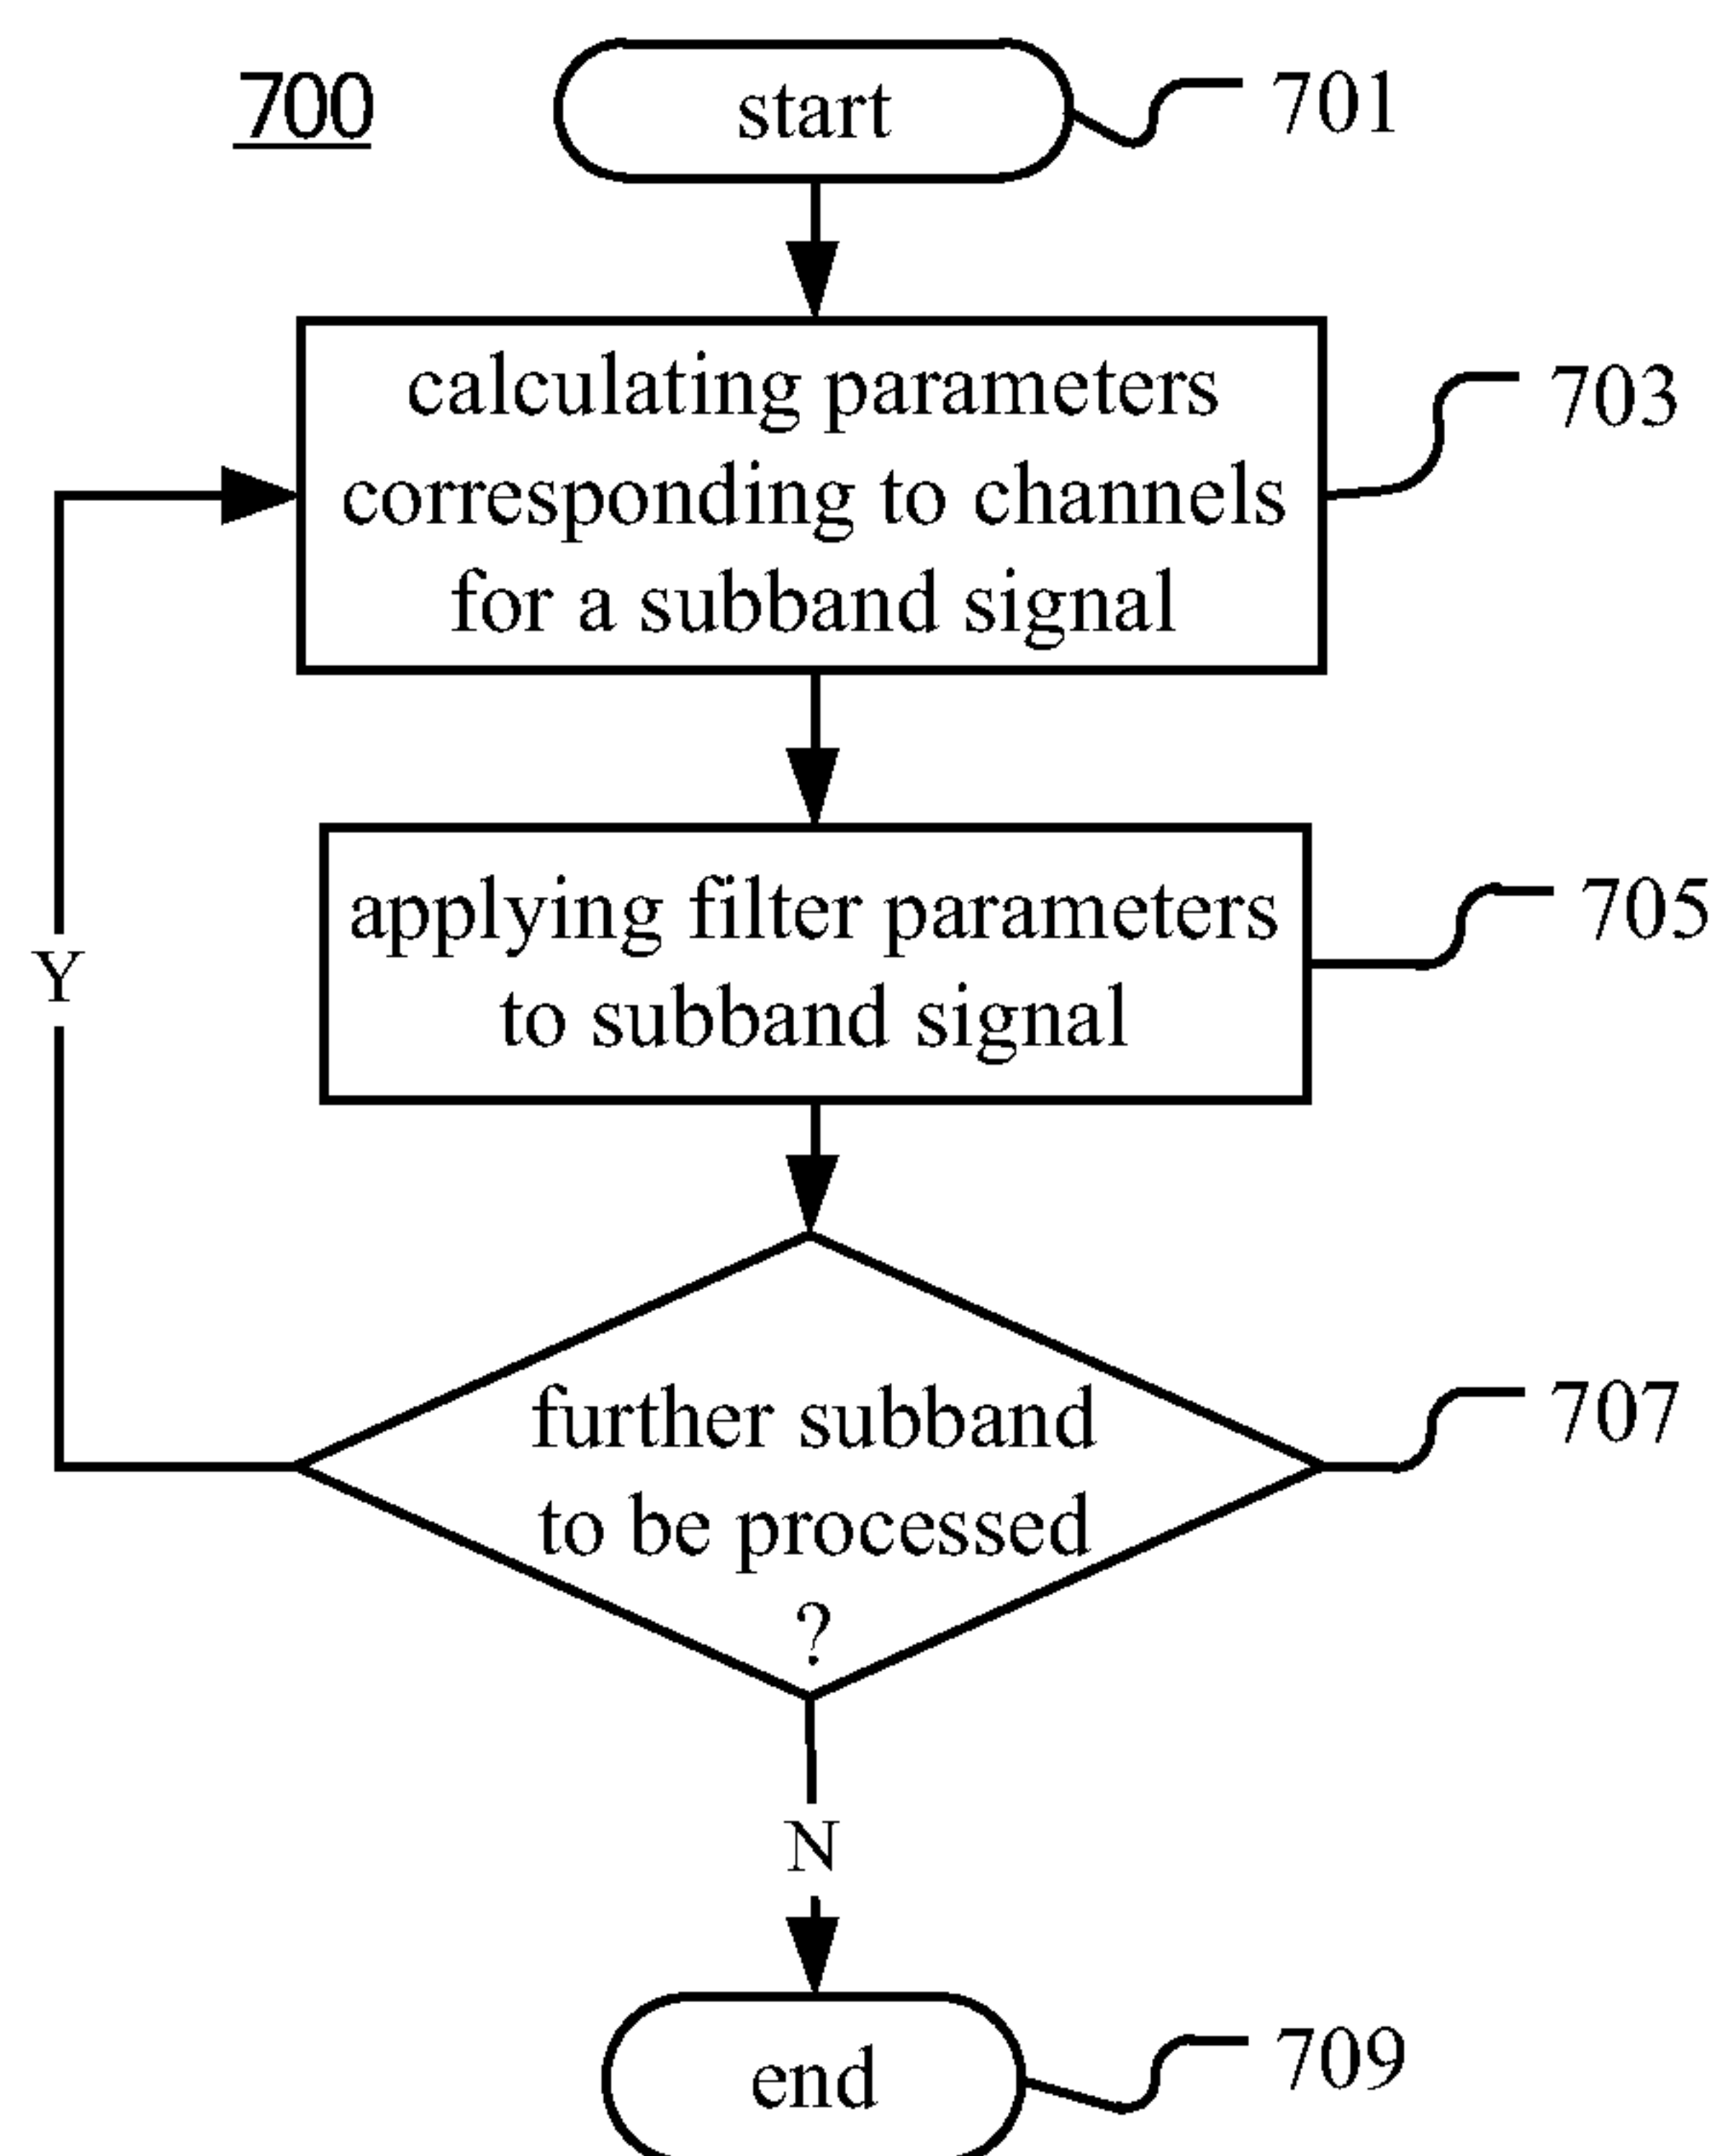 700
start
701
calculating parameters
corresponding to channels
for a subband signal
703
applying filter parameters
to subband signal
705
Y
further subband
to be processed
?
707
N
end
709